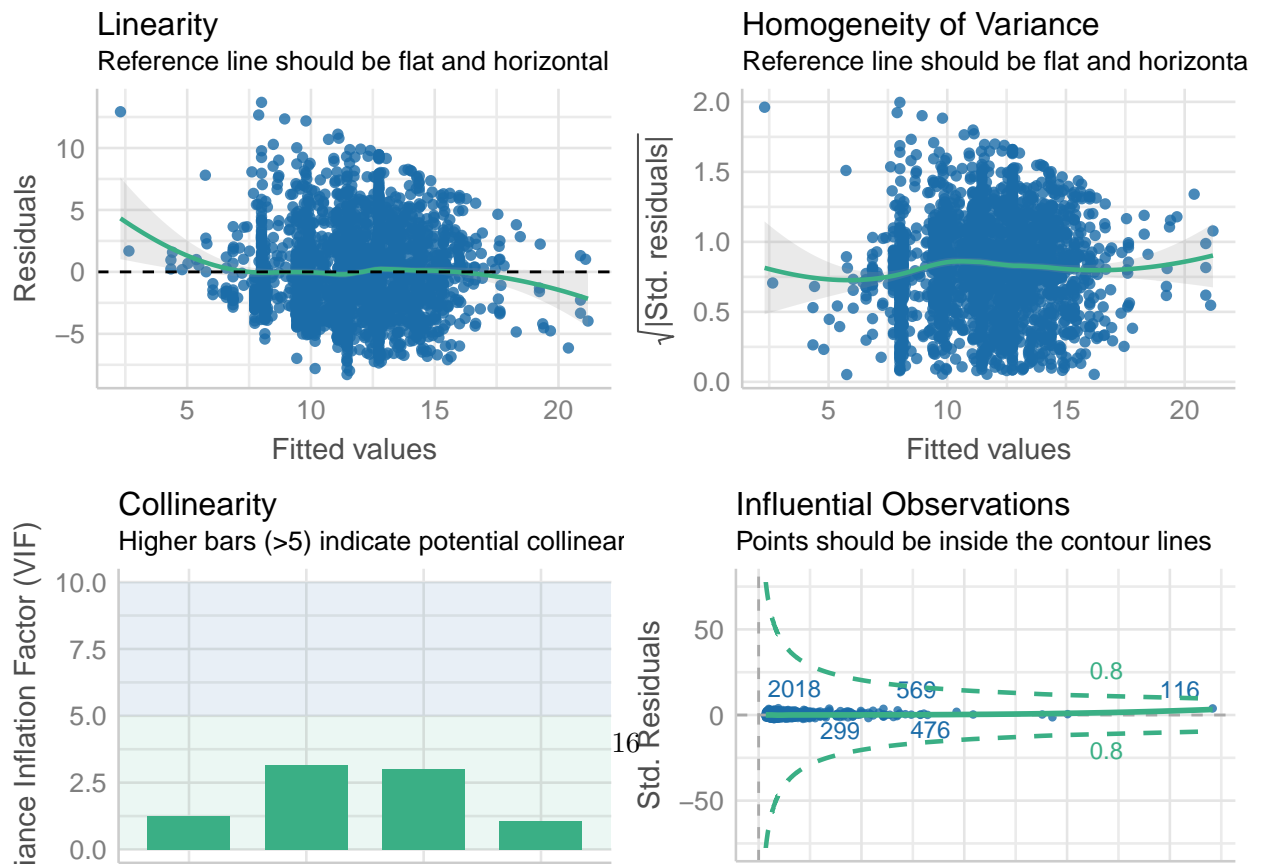 Linearity
Reference line should be flat and horizontal
Residuals
10
5
0
−5
5 10 15 20
Fitted values
Homogeneity of Variance
Reference line should be flat and horizonta
√|Std. residuals|
2.0
1.5
1.0
0.5
0.0
5 10 15 20
Fitted values
Collinearity
Higher bars (>5) indicate potential collinear
iance Inflation Factor (VIF)
10.0
7.5
5.0
2.5
0.0
16
Influential Observations
Points should be inside the contour lines
Std. Residuals
50
0
−50
0.8
2018 569 116
299 476
0.8